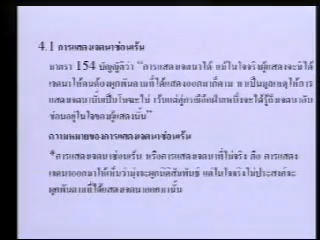 4.1 การแสดงเจตนาซ่อนเร้น
มาตรา 154 บัญญัติว่า “การแสดงเจตนาใด แม้ในใจจริงผู้แสดงจะมิได้
เจตนาให้ตนต้องผูกพันตามที่ได้แสดงออกมาก็ตาม หาเป็นมูลเหตุให้การ
แสดงเจตนานั้นเป็นโมฆะไม่ เว้นแต่คู่กรณีอีกฝ่ายหนึ่งจะได้รู้ถึงเจตนาอัน
ซ่อนอยู่ในใจของผู้แสดงนั้น”
ความหมายของการแสดงเจตนาซ่อนเร้น
*การแสดงเจตนาซ่อนเร้น หรือการแสดงเจตนาที่ไม่จริง คือ การแสดง
เจตนาออกมาให้เห็นว่ามุ่งจะผูกนิติสัมพันธ์ แต่ในใจจริงไม่ประสงค์จะ
ผูกพันตามที่ได้แสดงเจตนาออกมานั้น